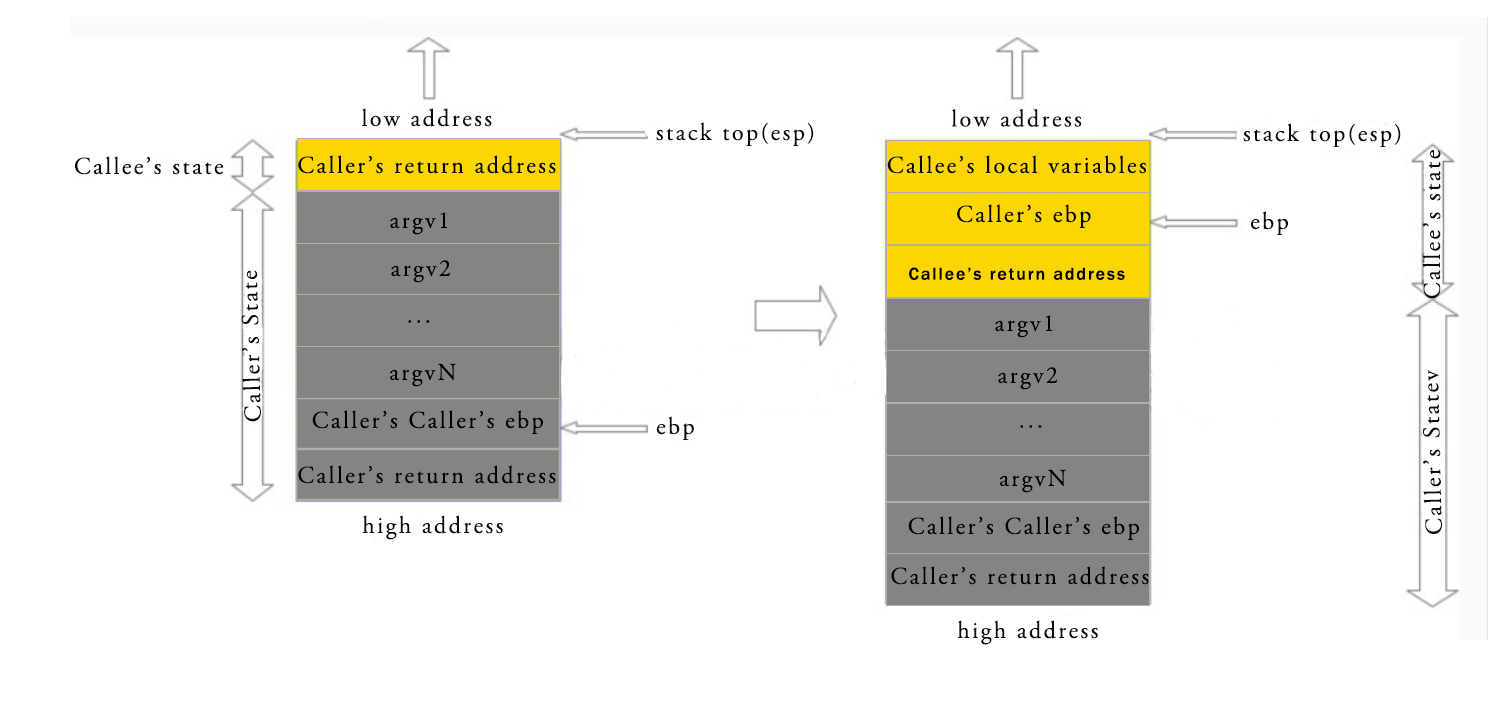 low address
stack top(esp)
Callee's state
Caller's return address
argv1
argv2
...
argvN
Caller's Caller's ebp
ebp
Caller's return address
Caller's State
high address
low address
stack top(esp)
Callee's local variables
Caller's ebp
ebp
Callee's return address
Callee's state
argv1
argv2
...
argvN
Caller's Caller's ebp
Caller's return address
Caller's Statev
high address